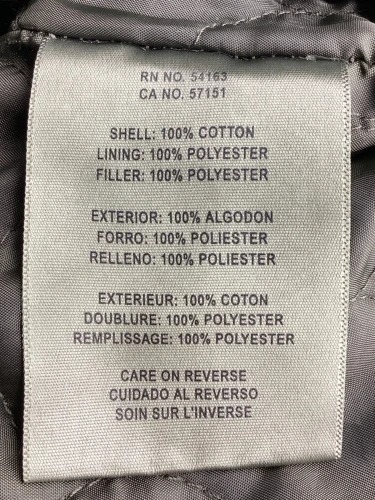 RN NO. 54163
CA NO. 57151
SHELL: 100% COTTON
LINING: 100% POLYESTER
FILLER: 100% POLYESTER
EXTERIOR: 100% ALGODON
FORRO: 100% POLIESTER
RELLENO: 100% POLIESTER
EXTERIEUR: 100% COTON
DOUBLURE: 100% POLYESTER
REMPLISSAGE: 100% POLYESTER
CARE ON REVERSE
CUIDADO AL REVERSO
SOIN SUR L'INVERSE